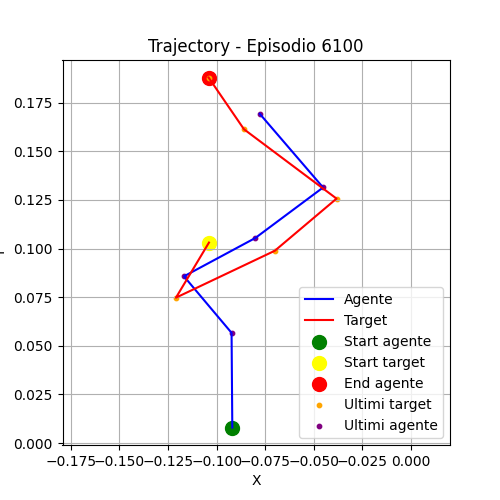 Trajectory - Episodio 6100
0.175
0.150
0.125
0.100
0.075
0.050
0.025
0.000
Agente
Target
Start agente
Start target
End agente
Ultimi target
Ultimi agente
−0.175 −0.150 −0.125 −0.100 −0.075 −0.050 −0.025 0.000
X